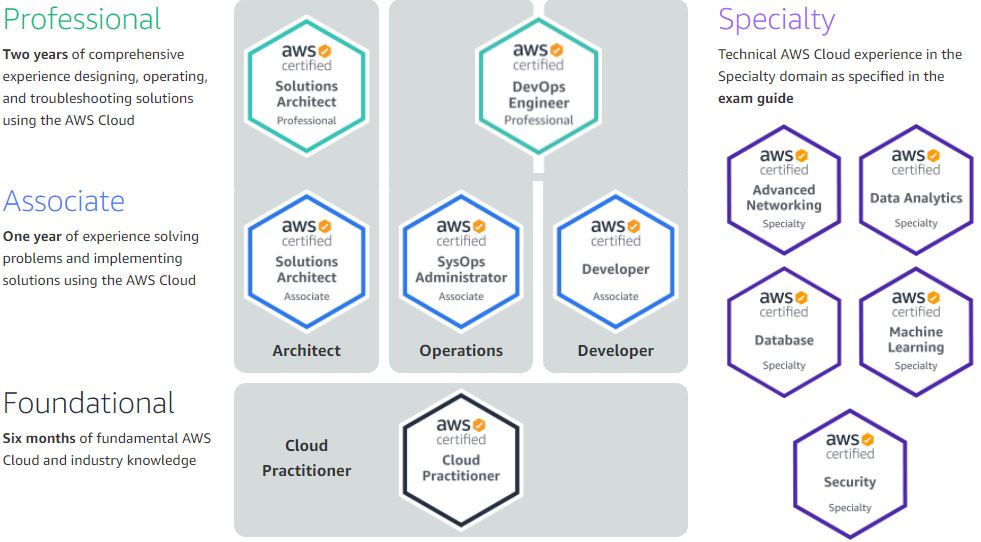 Professional
Two years of comprehensive
experience designing, operating,
and troubleshooting solutions
using the AWS Cloud
aws
certified
Solutions
Architect
Professional
aws
certified
DevOps
Engineer
Professional
Associate
One year of experience solving
problems and implementing
solutions using the AWS Cloud
aws
certified
Solutions
Architect
Associate
aws
certified
SysOps
Administrator
Associate
aws
certified
Developer
Associate
Architect
Operations
Developer
Foundational
Six months of fundamental AWS
Cloud and industry knowledge
Cloud
Practitioner
aws
certified
Cloud
Practitioner
Specialty
Technical AWS Cloud experience in the
Specialty domain as specified in the
exam guide
aws
certified
Advanced
Networking
Specialty
aws
certified
Data Analytics
Specialty
aws
certified
Database
Specialty
aws
certified
Machine
Learning
Specialty
aws
certified
Security
Specialty